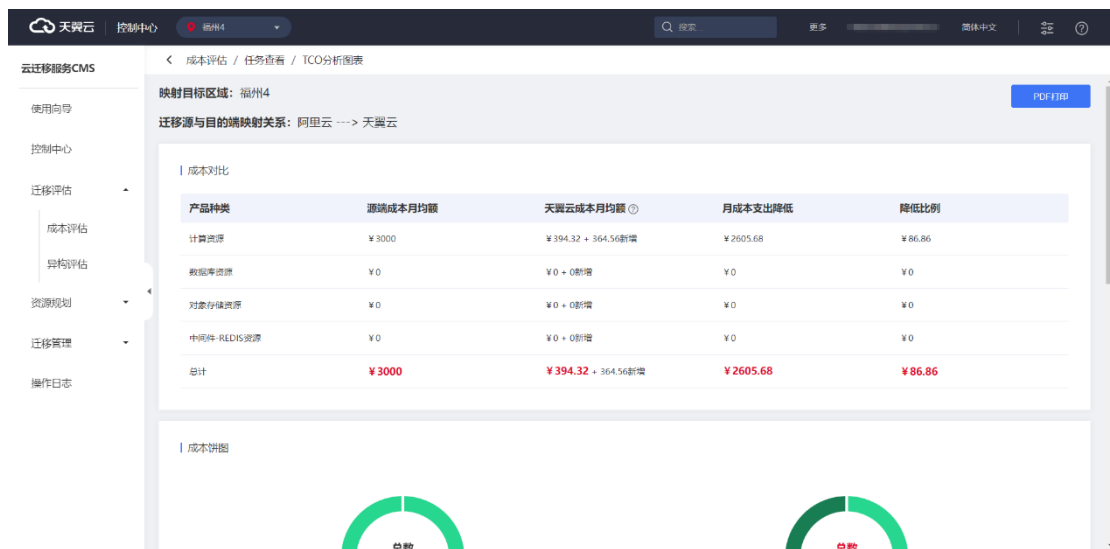 天翼云 控制中心 福州4 搜索... 更多 简体中文
云迁移服务CMS
使用向导
控制中心
迁移评估
成本评估
异构评估
资源规划
迁移管理
操作日志
成本评估 / 任务查看 / TCO分析图表
映射目标区域：福州4
PDF打印
迁移源与目的端映射关系：阿里云 ---> 天翼云
成本对比
产品种类 源端成本月均额 天翼云成本月均额 月成本支出降低 降低比例
计算资源 ¥3000 ¥394.32 + 364.56新增 ¥2605.68 ¥86.86
数据库资源 ¥0 ¥0 + 0新增 ¥0 ¥0
对象存储资源 ¥0 ¥0 + 0新增 ¥0 ¥0
中间件-REDIS资源 ¥0 ¥0 + 0新增 ¥0 ¥0
总计 ¥3000 ¥394.32 + 364.56新增 ¥2605.68 ¥86.86
成本饼图
总数 总数